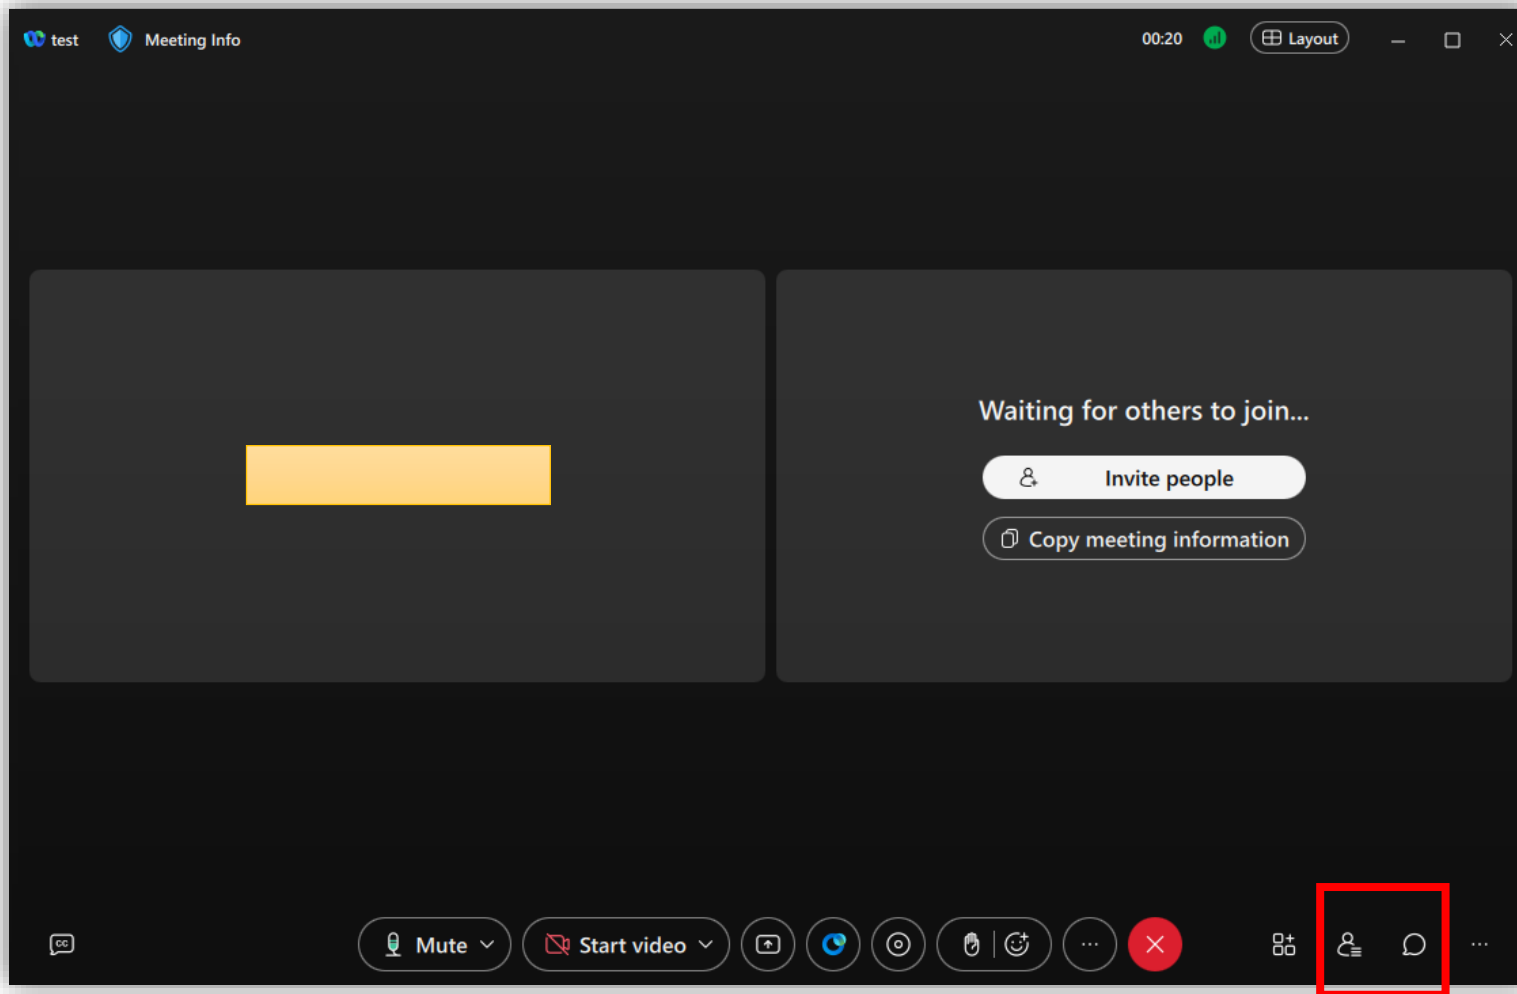 test
Meeting Info
00:20
Layout
Waiting for others to join...
Invite people
Copy meeting information
CC
Mute
Start video